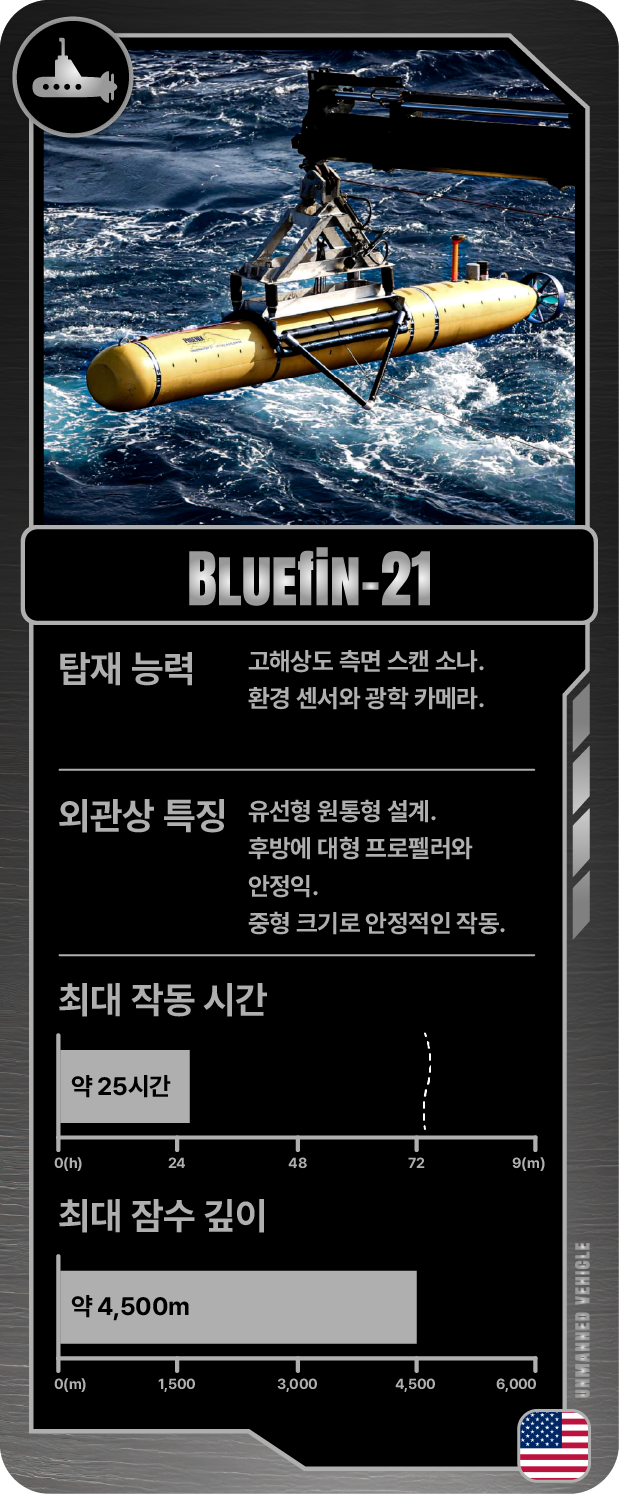 PHOENIX
BLUEfiN-21
탑재 능력
고해상도 측면 스캔 소나.
환경 센서와 광학 카메라.
외관상 특징
유선형 원통형 설계.
후방에 대형 프로펠러와
안정익.
중형 크기로 안정적인 작동.
최대 작동 시간
약 25시간
0(h) 24 48 72 9(m)
최대 잠수 깊이
약 4,500m
0(m) 1,500 3,000 4,500 6,000
UNMANNED VEHICLE